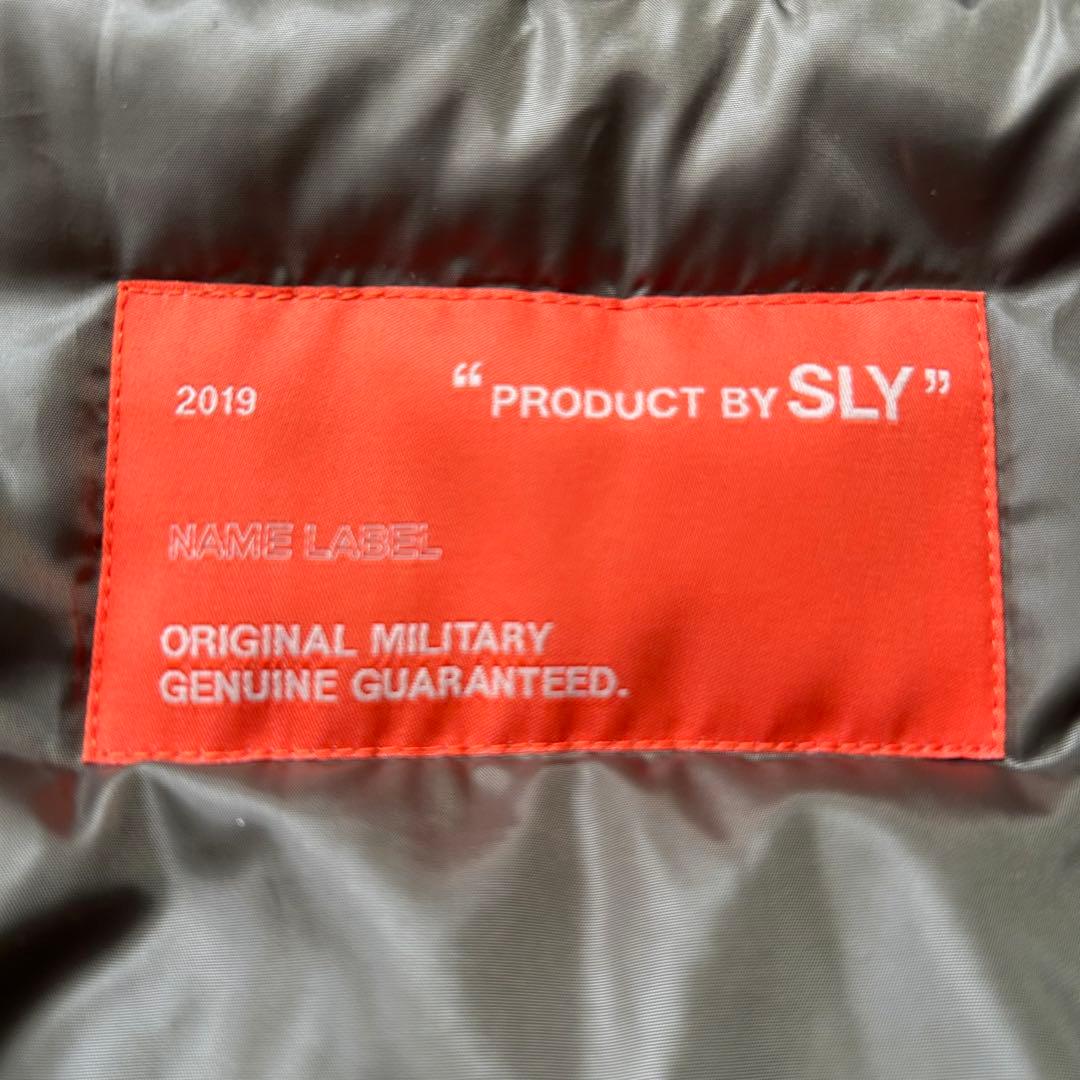 2019 “PRODUCT BY SLY”
NAME LABEL
ORIGINAL MILITARY
GENUINE GUARANTEED.